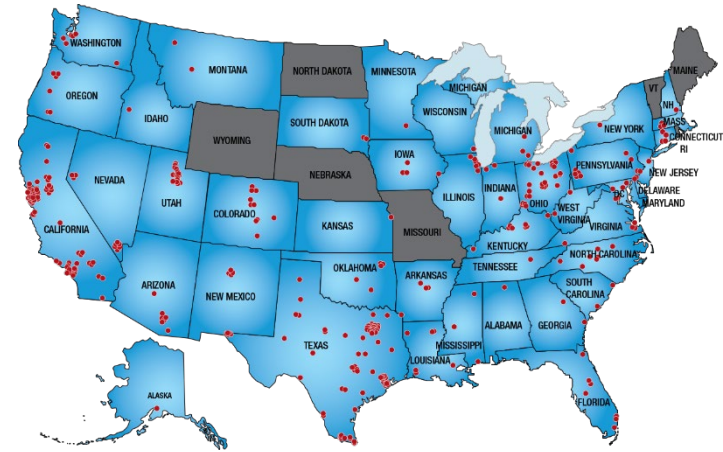 WASHINGTON
MONTANA
NORTH DAKOTA
MINNESOTA
MICHIGAN
VT
MAINE
OREGON
IDAHO
SOUTH DAKOTA
WISCONSIN
MICHIGAN
NH
NEW YORK
MASS
CONNECTICUT
RI
WYOMING
IOWA
PENNSYLVANIA
NEW JERSEY
NEVADA
UTAH
NEBRASKA
ILLINOIS
INDIANA
OHIO
DC
DELAWARE
MARYLAND
WEST
VIRGINIA
VIRGINIA
CALIFORNIA
COLORADO
KANSAS
MISSOURI
KENTUCKY
NORTH CAROLINA
TENNESSEE
ARIZONA
NEW MEXICO
OKLAHOMA
ARKANSAS
SOUTH
CAROLINA
TEXAS
LOUISIANA
MISSISSIPPI
ALABAMA
GEORGIA
FLORIDA
ALASKA